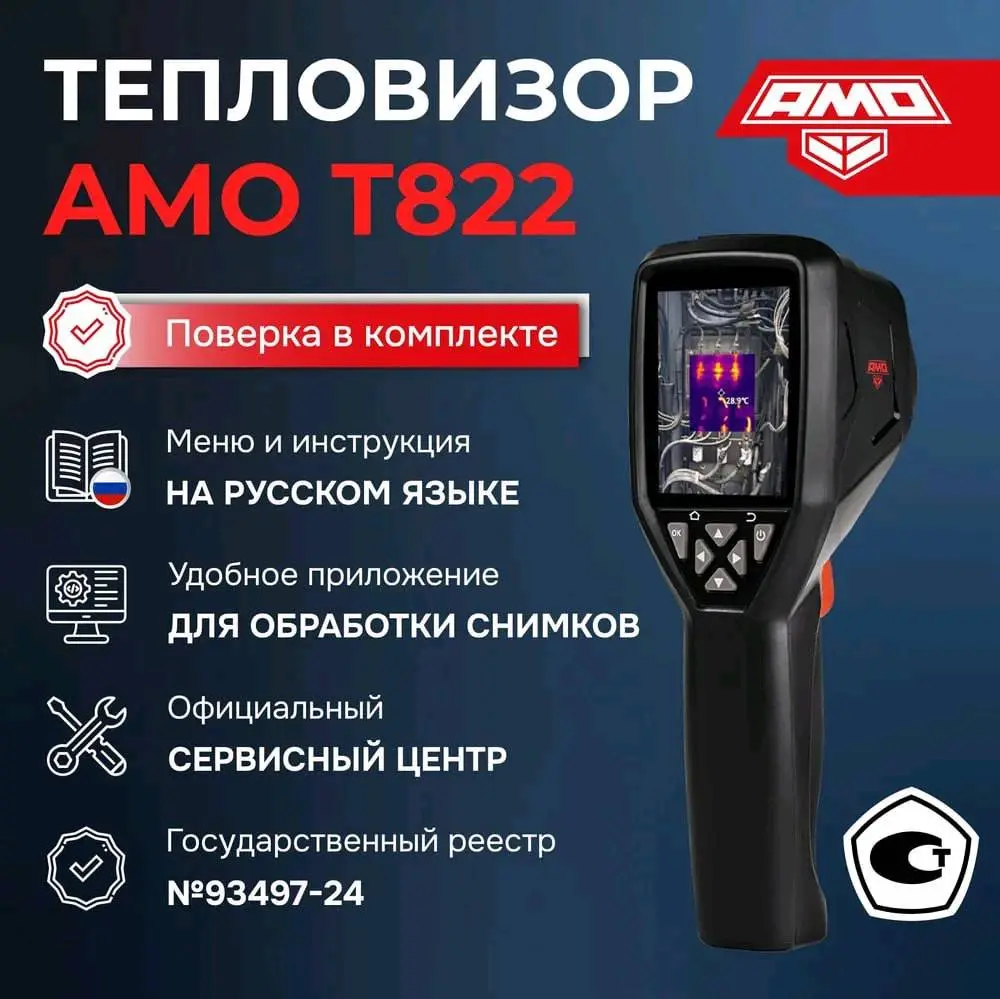 ТЕПЛОВИЗОР
АМО Т822
АМО
Поверка в комплекте
Меню и инструкция
НА РУССКОМ ЯЗЫКЕ
Удобное приложение
ДЛЯ ОБРАБОТКИ СНИМКОВ
Официальный
СЕРВИСНЫЙ ЦЕНТР
Государственный реестр
№93497-24
28.9°C
АМО
OK